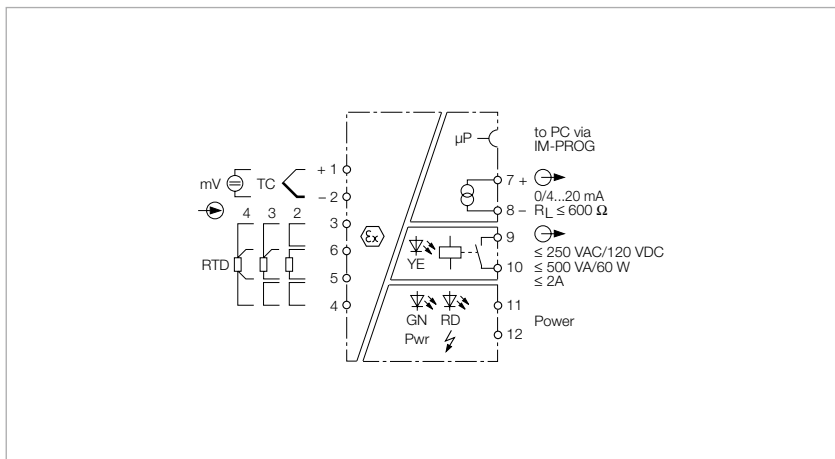 µP
to PC via
IM-PROG
mV
TC
+ 1
− 2
7 +
0/4...20 mA
8 −
RL ≤ 600 Ω
4 3 2
3
εx
9
RTD
6
YE
10
≤ 250 VAC/120 VDC
≤ 500 VA/60 W
≤ 2A
5
4
GN RD
11
Power
Pwr
12